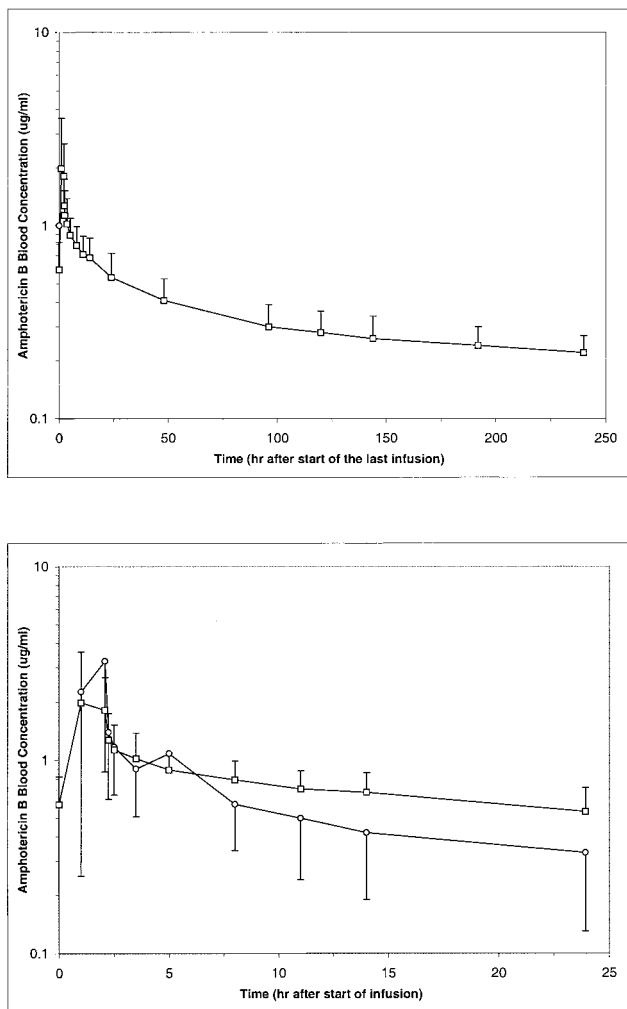 10
1
0.1
Amphotericin B Blood Concentration (ug/ml)
0 50 100 150 200 250
Time (hr after start of the last infusion)
10
1
0.1
Amphotericin B Blood Concentration (ug/ml)
0 5 10 15 20 25
Time (hr after start of infusion)